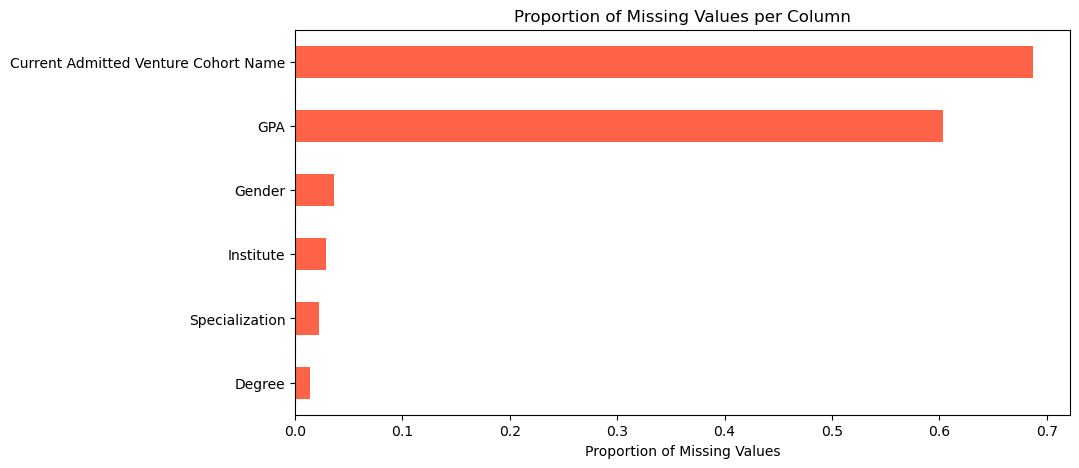 Proportion of Missing Values per Column
Current Admitted Venture Cohort Name
GPA
Gender
Institute
Specialization
Degree
0.0 0.1 0.2 0.3 0.4 0.5 0.6 0.7
Proportion of Missing Values